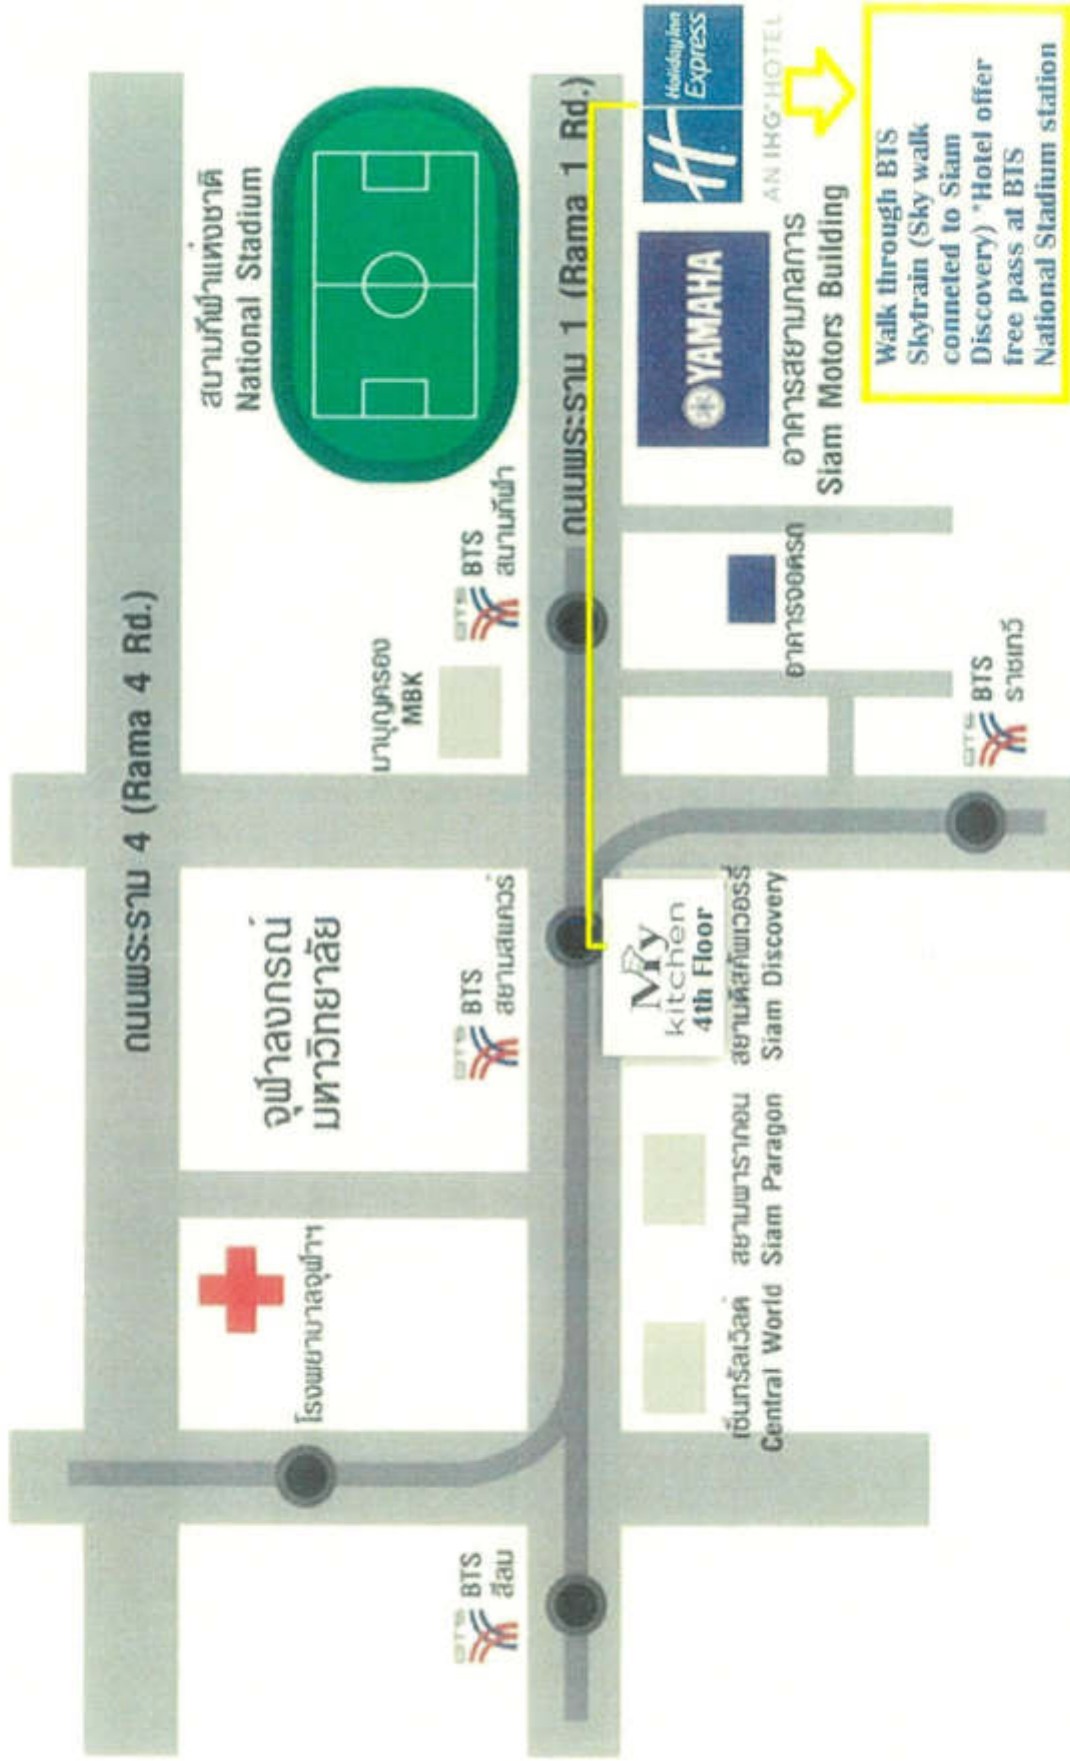 ถนนพระราม 4 (Rama 4 Rd.)
สนามกีฬาแห่งชาติ
National Stadium
มาบุญครอง
MBK
BTS
BTS
สนามกีฬา
จุฬาลงกรณ์
มหาวิทยาลัย
BTS
BTS
สยามสแควร์
โรงพยาบาลจุฬาฯ
BTS
BTS
สีลม
ถนนพระราม 1 (Rama 1 Rd.)
Holiday Inn
Express
AN IHG HOTEL
YAMAHA
อาคารสยามกลการ
Siam Motors Building
อาคารจอดรถ
BTS
BTS
ราชเทวี
My
kitchen
4th Floor
สยามดิสคัฟเวอร์รี่
Siam Discovery
สยามพารากอน
Siam Paragon
เซ็นทรัลเวิลด์
Central World
Walk through BTS
Skytrain (Sky walk
conneted to Siam
Discovery) *Hotel offer
free pass at BTS
National Stadium station